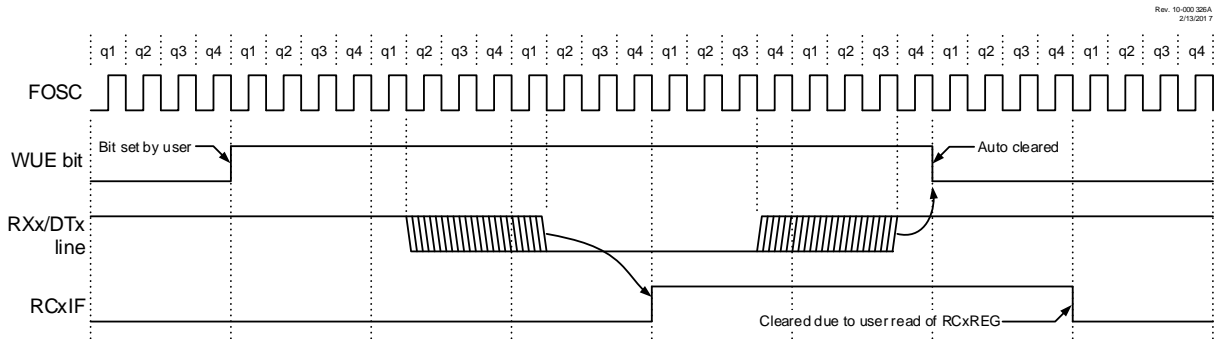 Rev. 10-000326A
2/13/2017
q1 q2 q3 q4 q1 q2 q3 q4 q1 q2 q3 q4 q1 q2 q3 q4 q1 q2 q3 q4 q1 q2 q3 q4 q1 q2 q3 q4 q1 q2 q3 q4
FOSC
WUE bit
Bit set by user
Auto cleared
RXx/DTx
line
RCxIF
Cleared due to user read of RCxREG